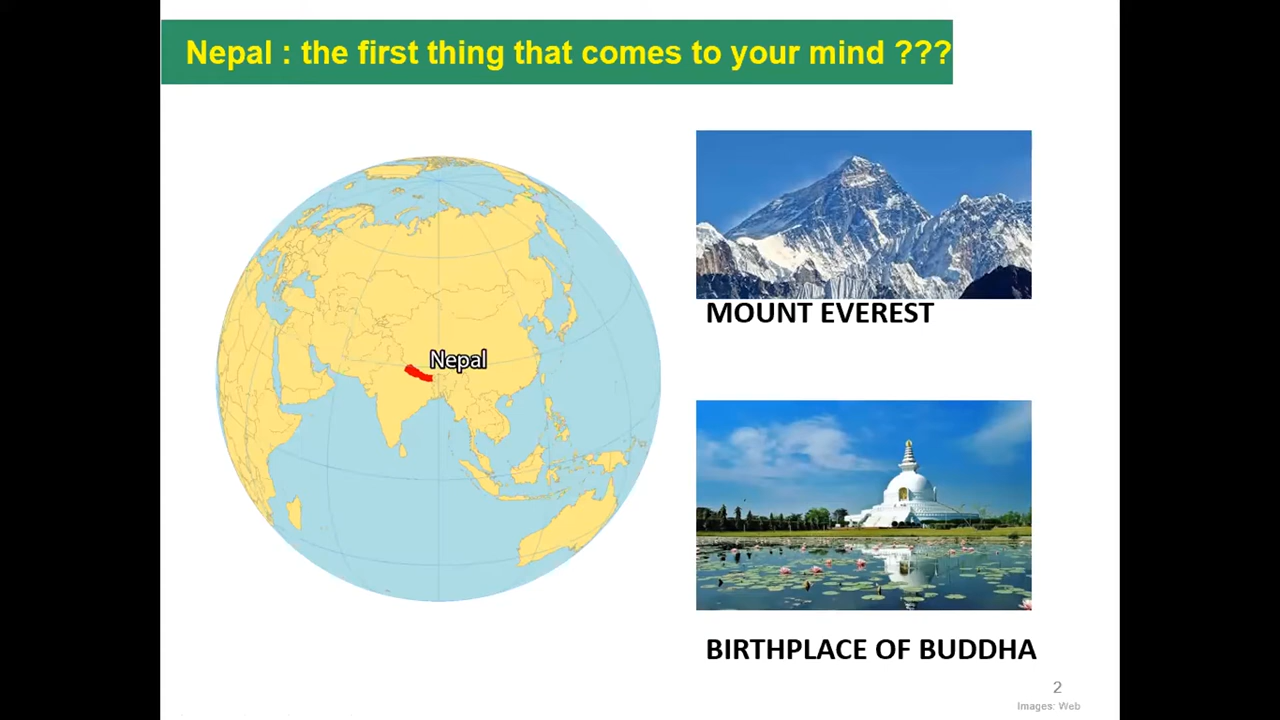 Nepal : the first thing that comes to your mind ???
Nepal
MOUNT EVEREST
BIRTHPLACE OF BUDDHA
2
Images: Web